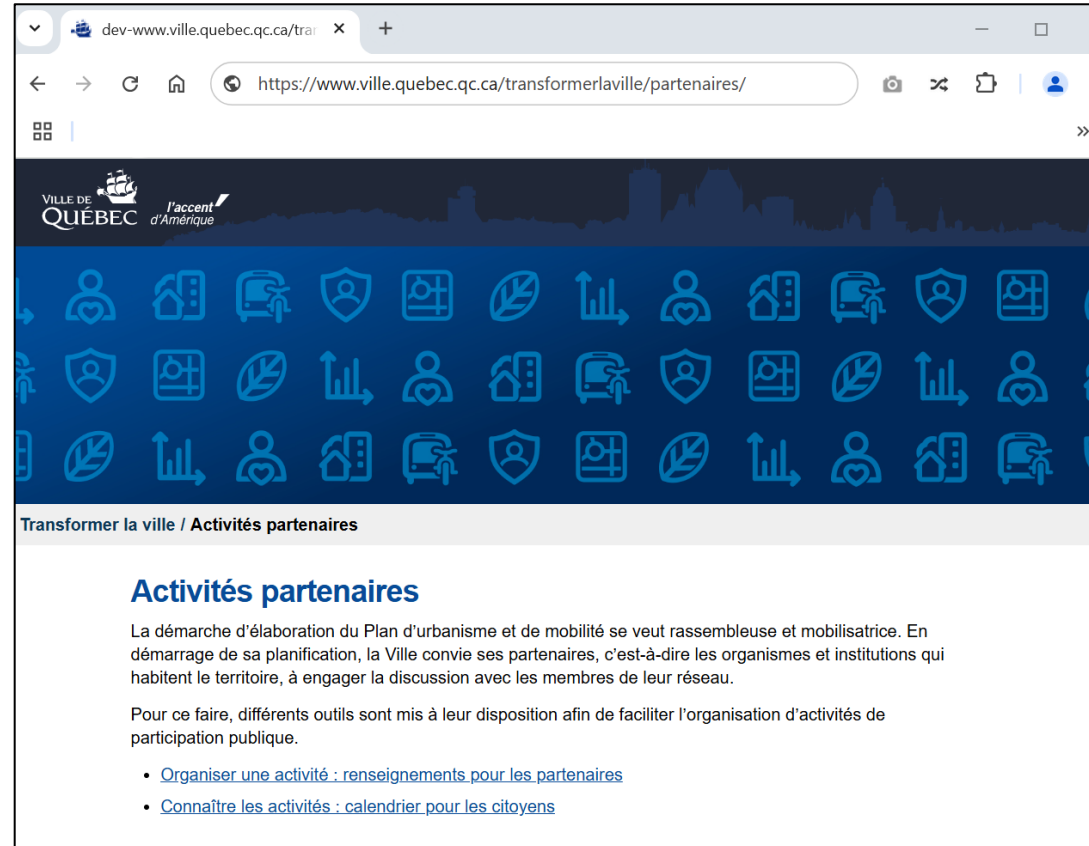 dev-www.ville.quebec.qc.ca/tra
https://www.ville.quebec.qc.ca/transformerlaville/partenaires/
VILLE DE
QUÉBEC
l'accent
d'Amérique
Transformer la ville / Activités partenaires
Activités partenaires
La démarche d'élaboration du Plan d'urbanisme et de mobilité se veut rassembleuse et mobilisatrice. En
démarrage de sa planification, la Ville convie ses partenaires, c'est-à-dire les organismes et institutions qui
habitent le territoire, à engager la discussion avec les membres de leur réseau.
Pour ce faire, différents outils sont mis à leur disposition afin de faciliter l'organisation d'activités de
participation publique.
• Organiser une activité : renseignements pour les partenaires
• Connaître les activités : calendrier pour les citoyens